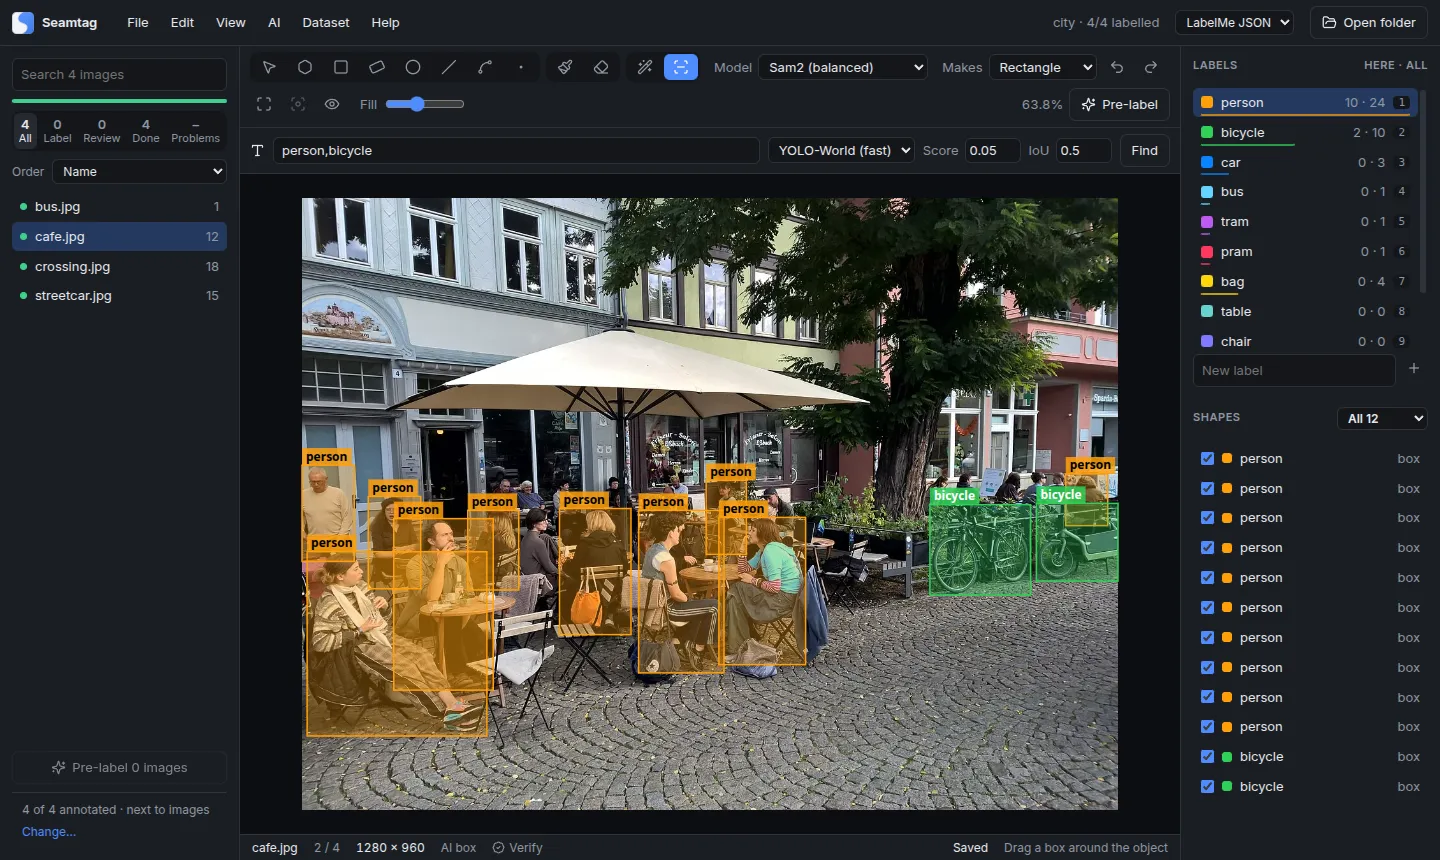 Seamtag File Edit View AI Dataset Help city · 4/4 labelled LabelMe JSON Open folder
Search 4 images
4 All 0 Label 0 Review 4 Done – Problems
Order Name
bus.jpg 1
cafe.jpg 12
crossing.jpg 18
streetcar.jpg 15
Pre-label 0 images
4 of 4 annotated · next to images
Change...
Model Sam2 (balanced) Makes Rectangle
Fill 63.8% Pre-label
person,bicycle YOLO-World (fast) Score 0.05 IoU 0.5 Find
person
person
person
person
person
person
person
person
person
person
bicycle
bicycle
4
cafe.jpg 2 / 4 1280 × 960 AI box Verify Saved Drag a box around the object
LABELS HERE · ALL
person 10 · 24 1
bicycle 2 · 10 2
car 0 · 3 3
bus 0 · 1 4
tram 0 · 1 5
pram 0 · 1 6
bag 0 · 4 7
table 0 · 0 8
chair 0 · 0 9
New label +
SHAPES All 12
person box
person box
person box
person box
person box
person box
person box
person box
person box
person box
bicycle box
bicycle box